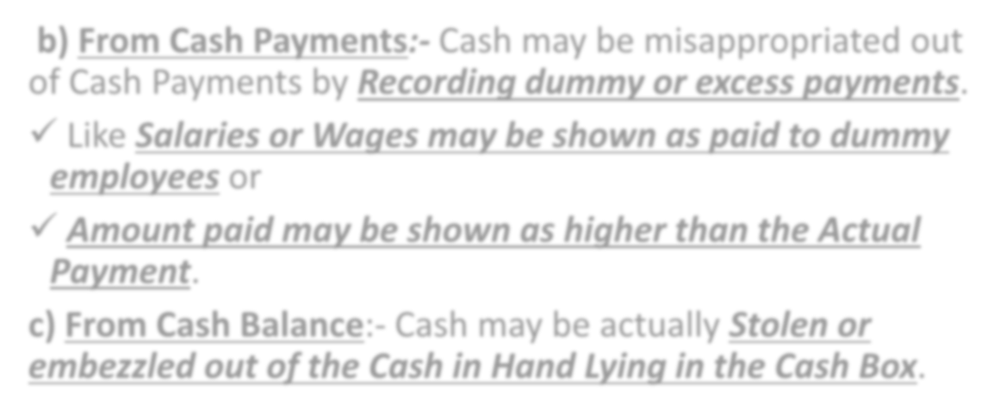 b) From Cash Payments:- Cash may be misappropriated out
of Cash Payments by Recording dummy or excess payments.
✓ Like Salaries or Wages may be shown as paid to dummy
employees or
✓ Amount paid may be shown as higher than the Actual
Payment.
c) From Cash Balance:- Cash may be actually Stolen or
embezzled out of the Cash in Hand Lying in the Cash Box.